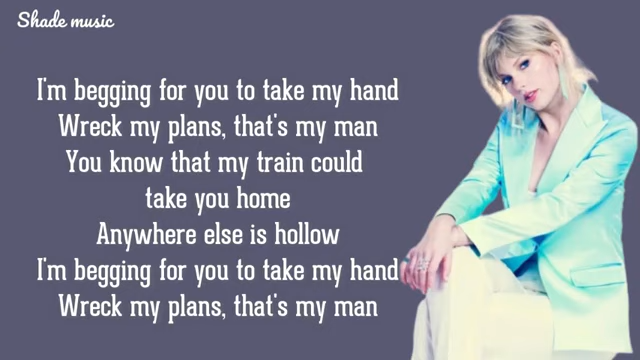 Shade music
I'm begging for you to take my hand
Wreck my plans, that's my man
You know that my train could
take you home
Anywhere else is hollow
I'm begging for you to take my hand
Wreck my plans, that's my man